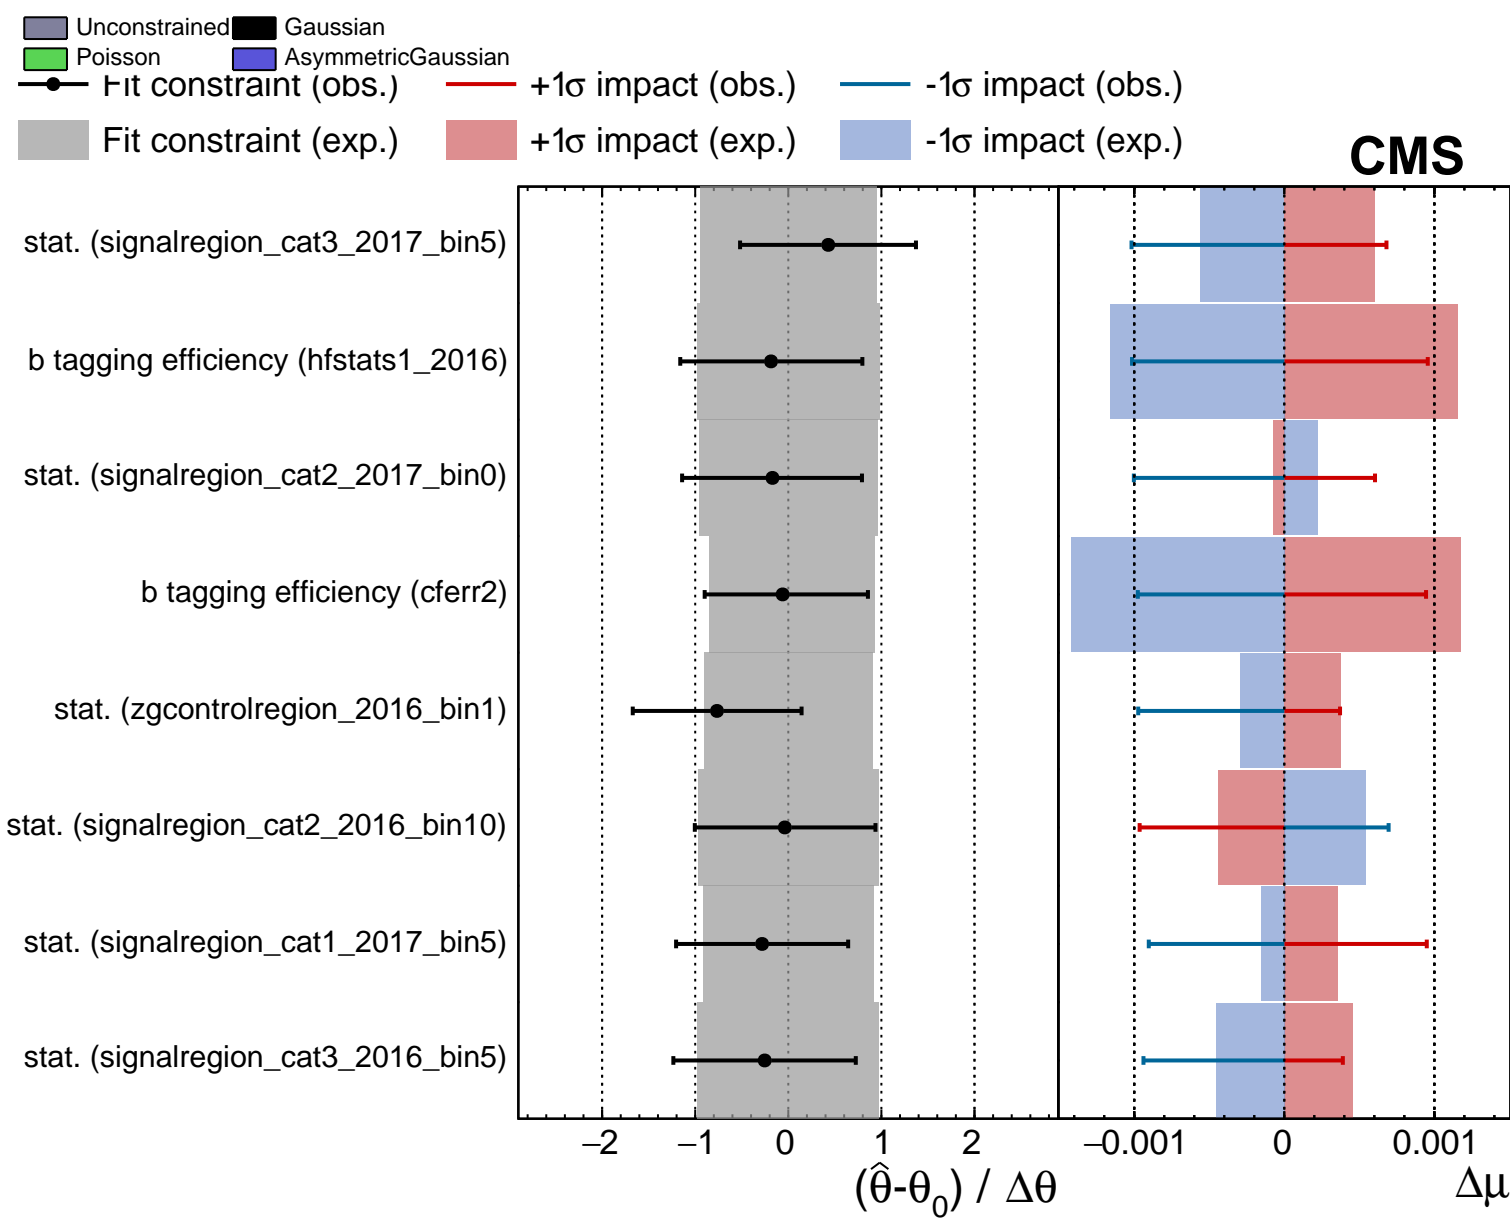 Unconstrained Gaussian
Poisson AsymmetricGaussian
Fit constraint (obs.) +1σ impact (obs.) -1σ impact (obs.)
Fit constraint (exp.) +1σ impact (exp.) -1σ impact (exp.)
CMS
stat. (signalregion_cat3_2017_bin5)
b tagging efficiency (hfstats1_2016)
stat. (signalregion_cat2_2017_bin0)
b tagging efficiency (cferr2)
stat. (zgcontrolregion_2016_bin1)
stat. (signalregion_cat2_2016_bin10)
stat. (signalregion_cat1_2017_bin5)
stat. (signalregion_cat3_2016_bin5)
−2 −1 0 1 2 −0.001 0 0.001
(θ̂-θ₀) / Δθ Δμ